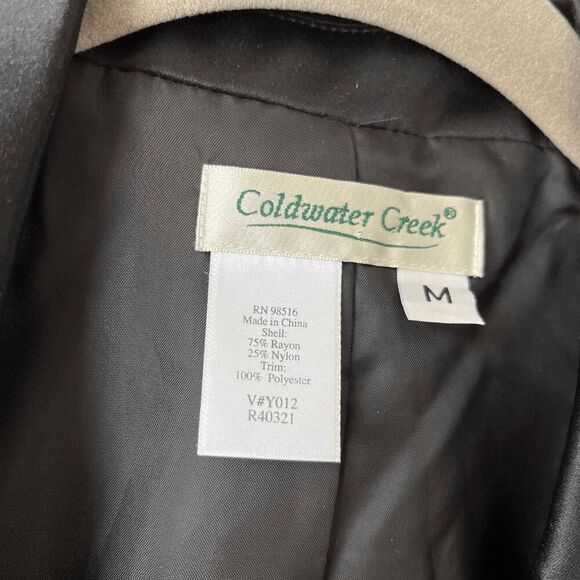 Coldwater Creek®
M
RN 98516
Made in China
Shell:
75% Rayon
25% Nylon
Trim:
100% Polyester
V#Y012
R40321